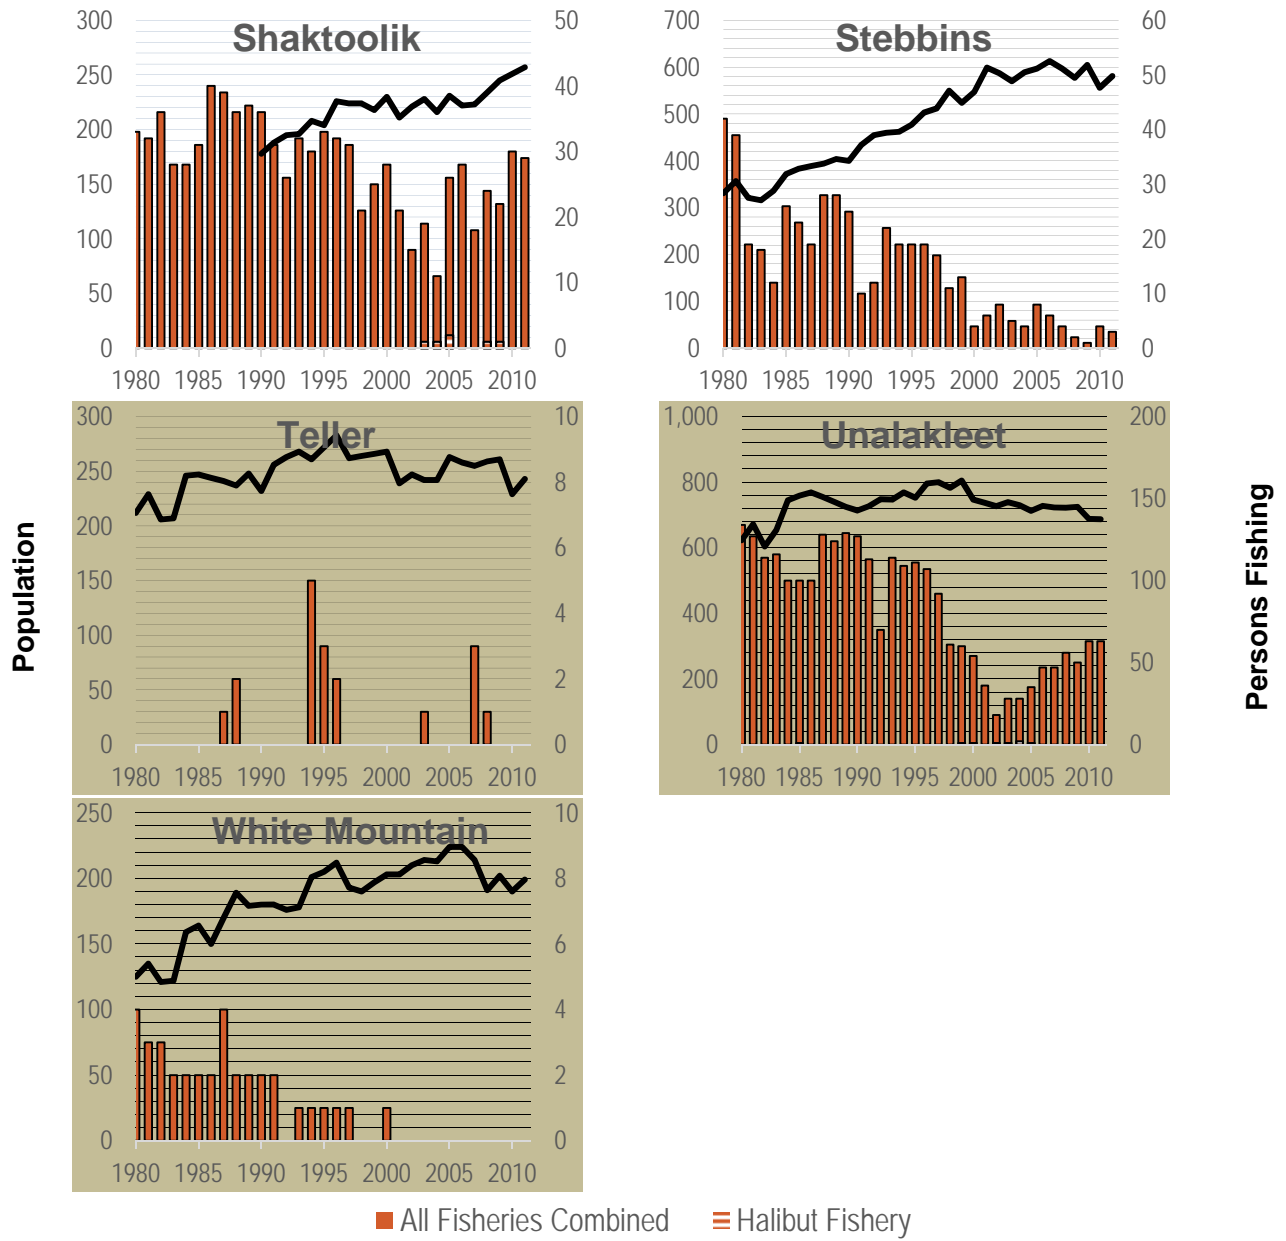 Shaktoolik
300 250 200 150 100 50 0
50 40 30 20 10 0
1980 1985 1990 1995 2000 2005 2010
Stebbins
700 600 500 400 300 200 100 0
60 50 40 30 20 10 0
1980 1985 1990 1995 2000 2005 2010
Population
Teller
300 250 200 150 100 50 0
10 8 6 4 2 0
1980 1985 1990 1995 2000 2005 2010
Unalakleet
1,000 800 600 400 200 0
200 150 100 50 0
1980 1985 1990 1995 2000 2005 2010
Persons Fishing
White Mountain
250 200 150 100 50 0
10 8 6 4 2 0
1980 1985 1990 1995 2000 2005 2010
All Fisheries Combined Halibut Fishery